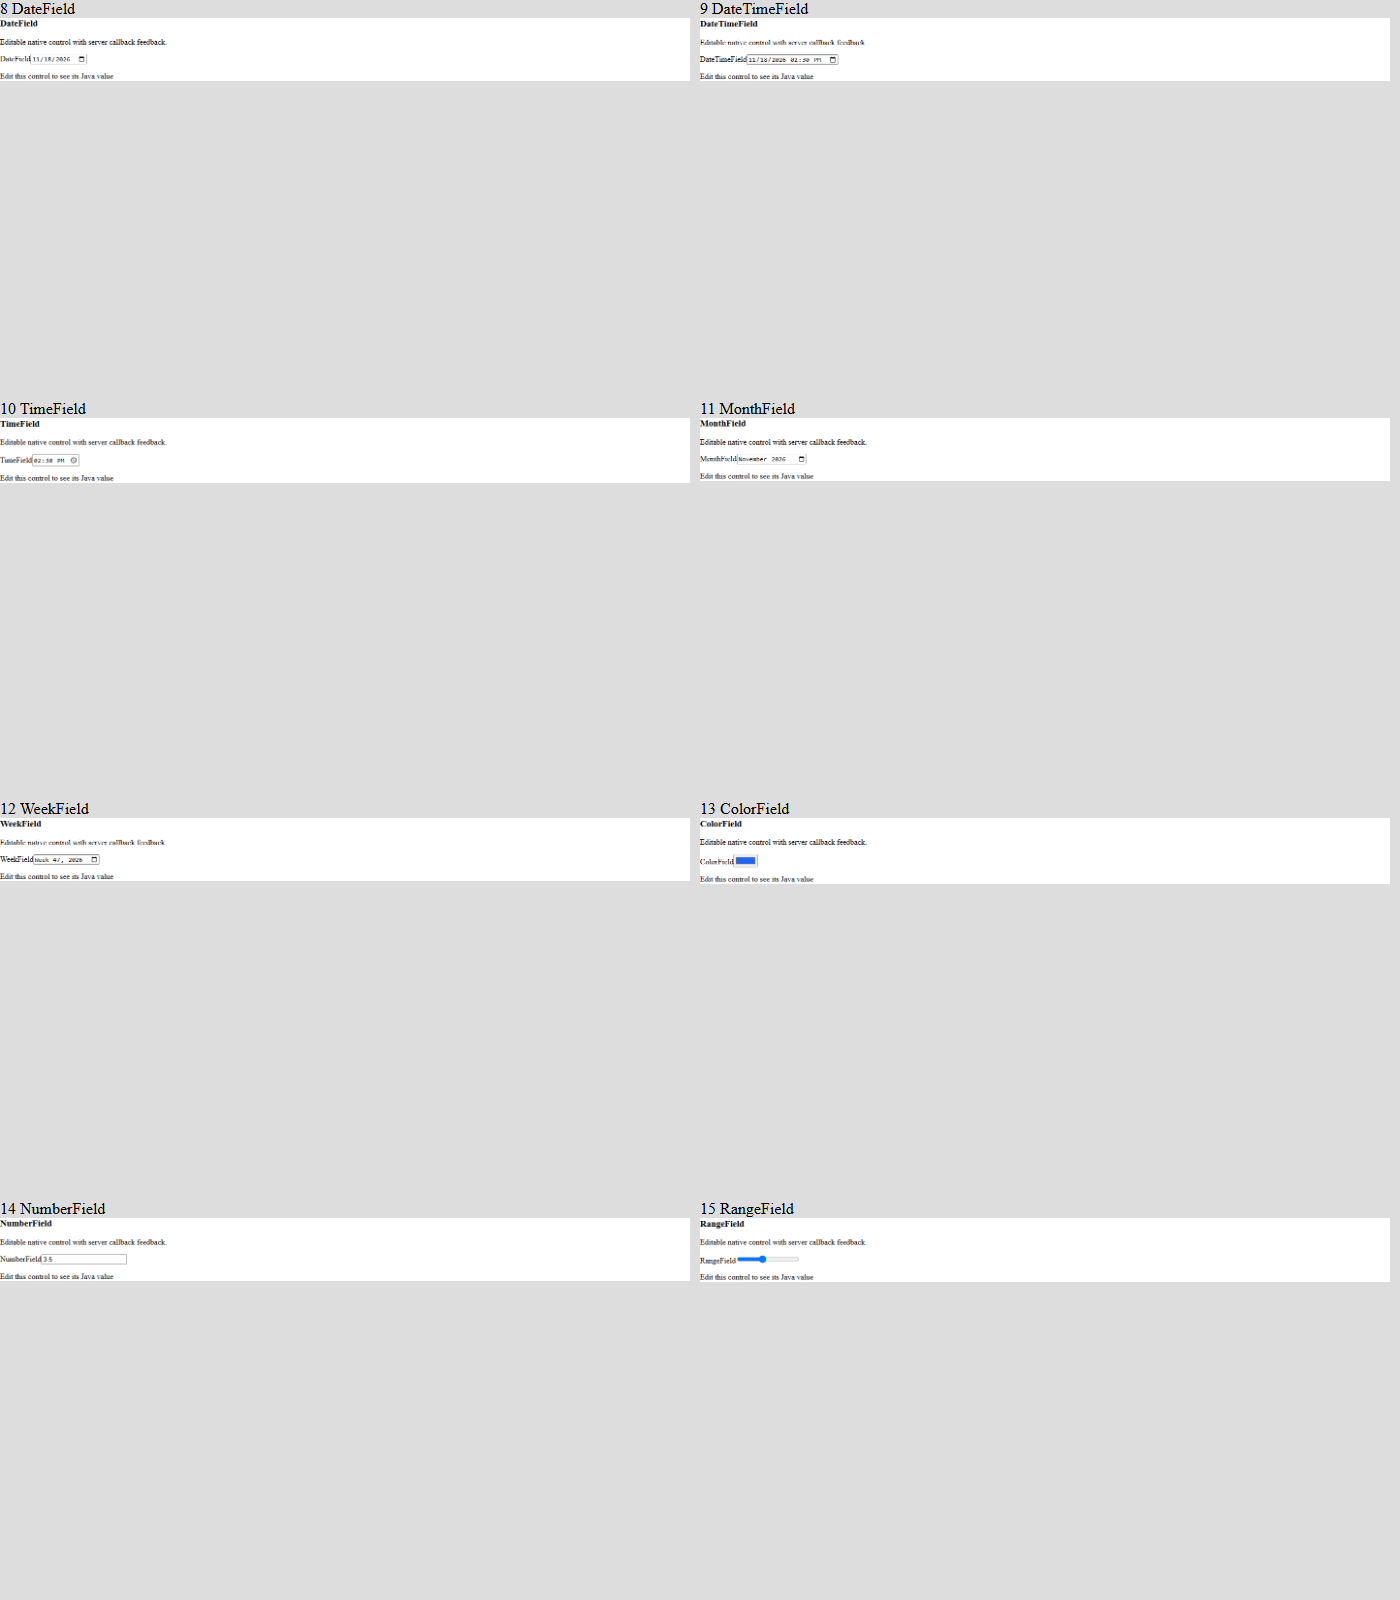 8 DateField
DateField
Editable native control with server callback feedback.
DateField 11/18/2026
Edit this control to see its Java value
9 DateTimeField
DateTimeField
Editable native control with server callback feedback
DateTimeField 11/18/2026 02:30 PM
Edit this control to see its Java value
10 TimeField
TimeField
Editable native control with server callback feedback.
TimeField 02:30 PM
Edit this control to see its Java value
11 MonthField
MonthField
Editable native control with server callback feedback.
MonthField November 2026
Edit this control to see its Java value
12 WeekField
WeekField
Editable native control with server callback feedback
WeekField Week 47, 2026
Edit this control to see its Java value
13 ColorField
ColorField
Editable native control with server callback feedback.
ColorField
Edit this control to see its Java value
14 NumberField
NumberField
Editable native control with server callback feedback.
NumberField
Edit this control to see its Java value
15 RangeField
RangeField
Editable native control with server callback feedback.
RangeField
Edit this control to see its Java value